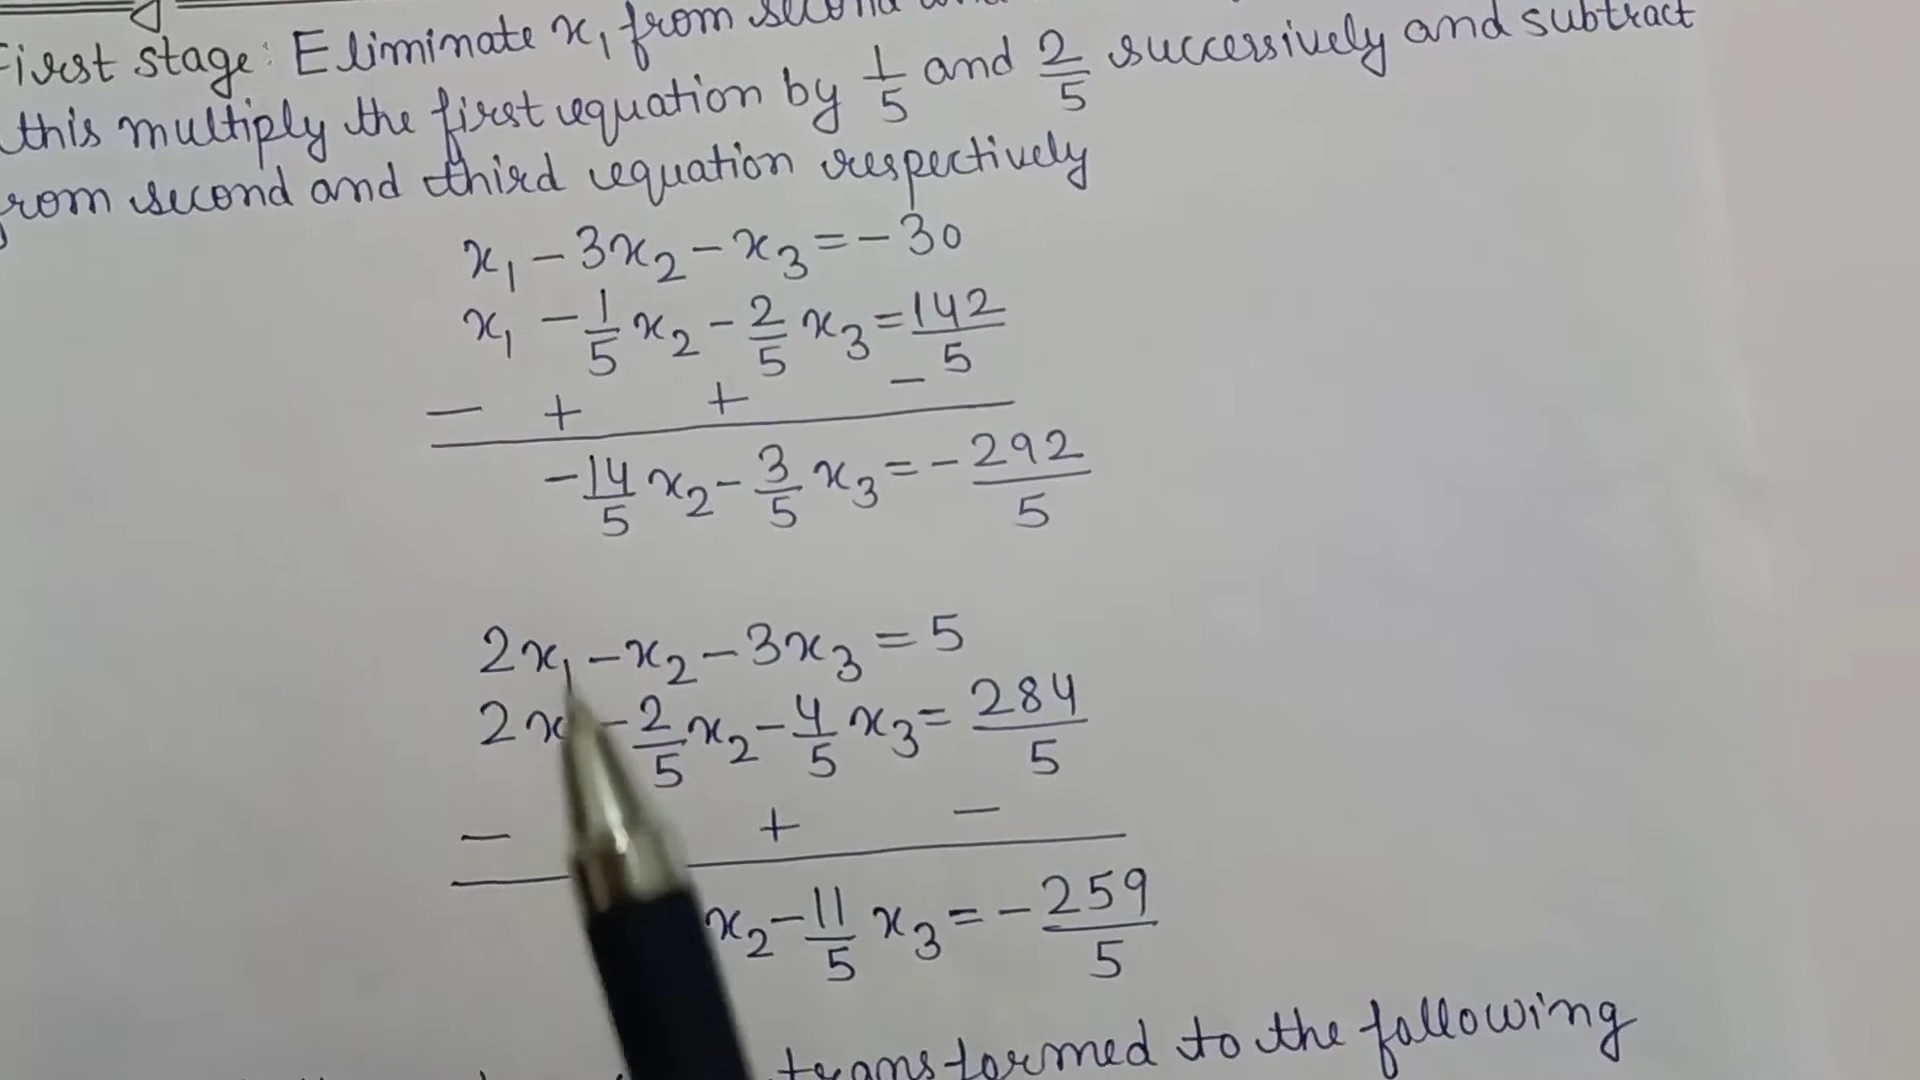 First stage: Eliminate x₁ from second
this multiply the first equation by 1/5 and 2/5 successively and subtract
from second and third equation respectively
x₁ - 3x₂ - x₃ = -30
x₁ - 1/5 x₂ - 2/5 x₃ = 142/5
- + + -
-14/5 x₂ - 3/5 x₃ = -292/5
2x₁ - x₂ - 3x₃ = 5
2x - 2/5 x₂ - 4/5 x₃ = 284/5
- + -
x₂ - 11/5 x₃ = -259/5
transformed to the following